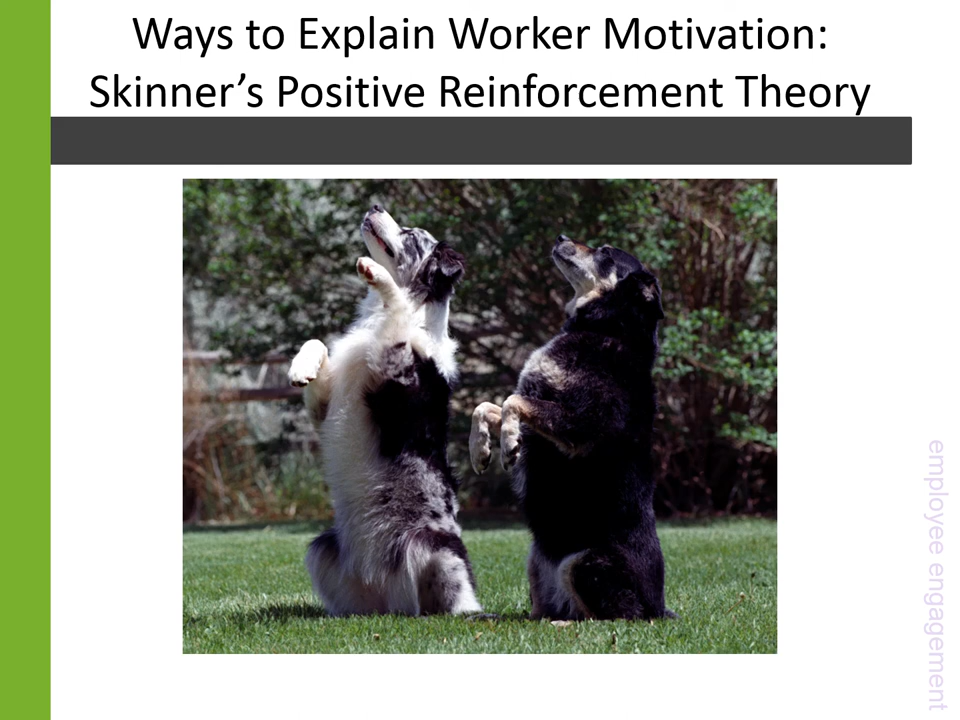 Ways to Explain Worker Motivation:
Skinner’s Positive Reinforcement Theory
employee engagement